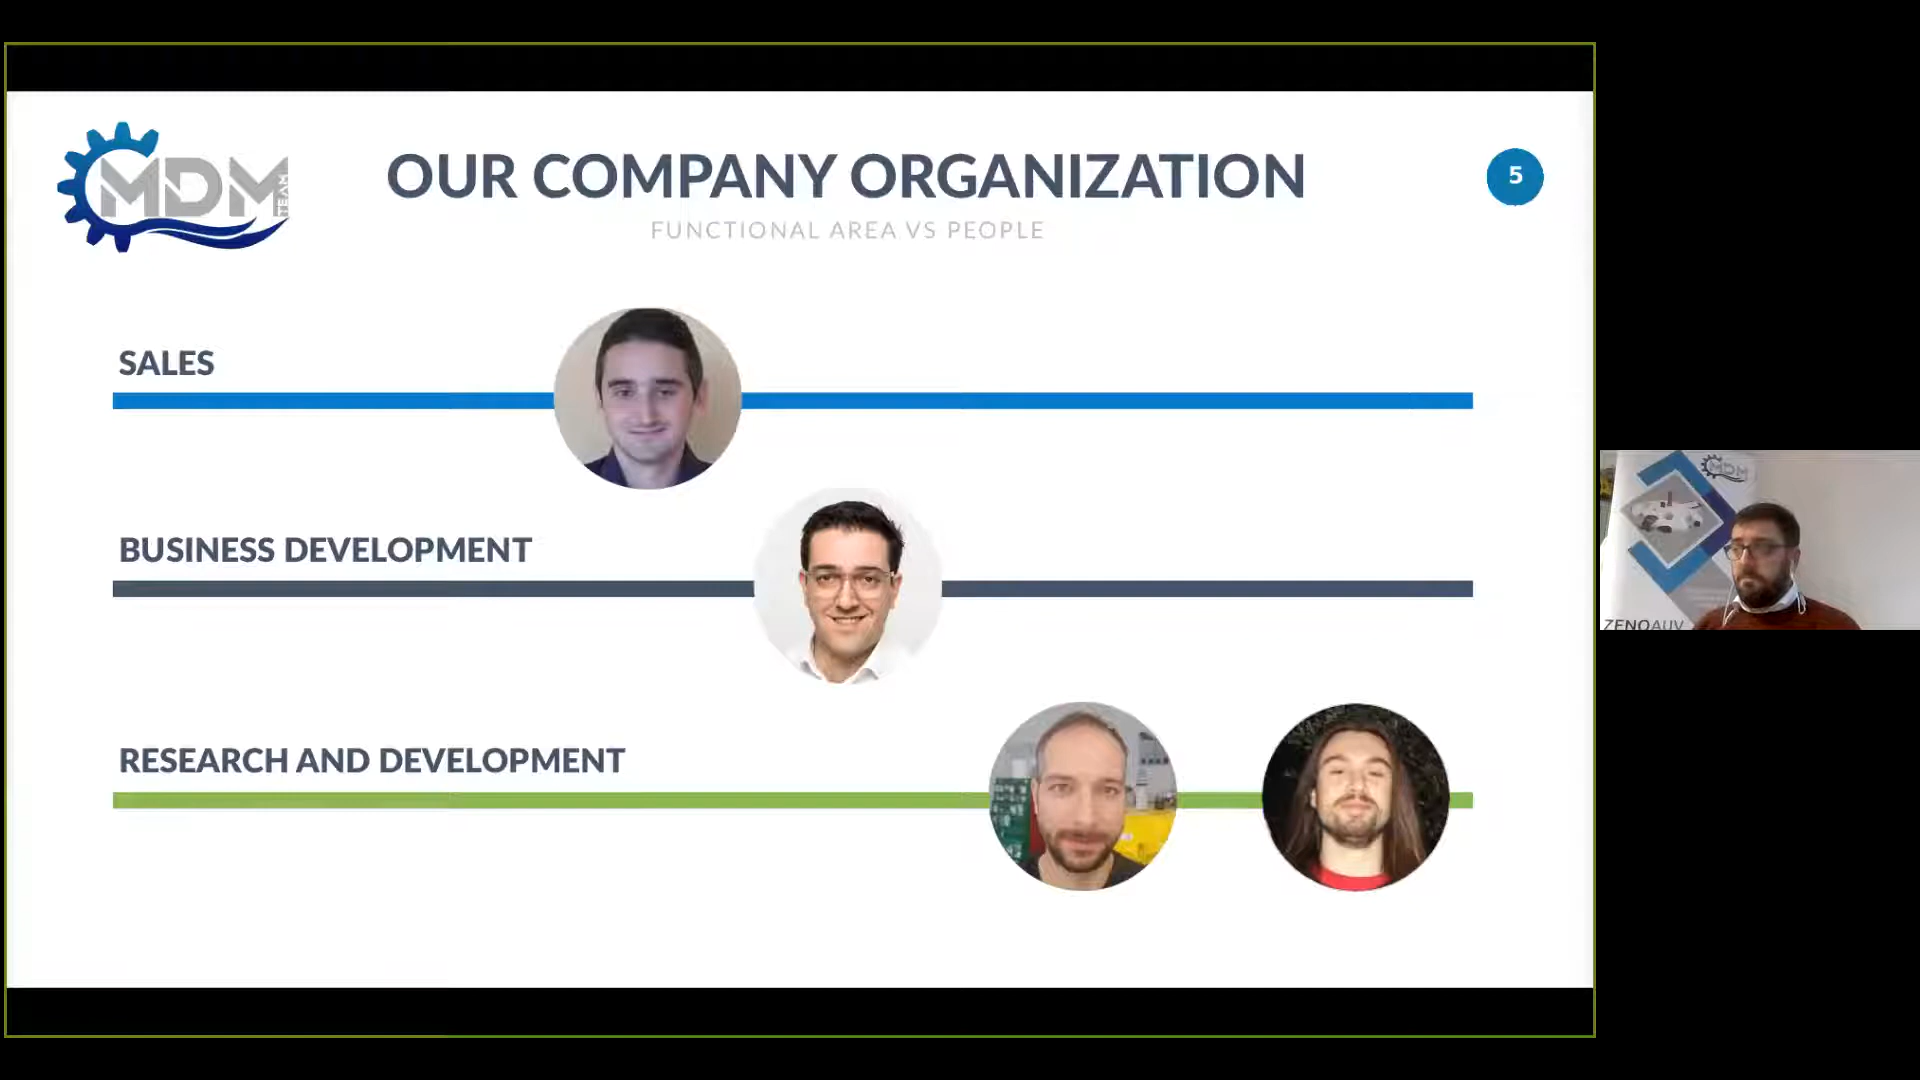 MDM
TEAM
OUR COMPANY ORGANIZATION
5
FUNCTIONAL AREA VS PEOPLE
SALES
BUSINESS DEVELOPMENT
RESEARCH AND DEVELOPMENT
MDM
ZENOAUV